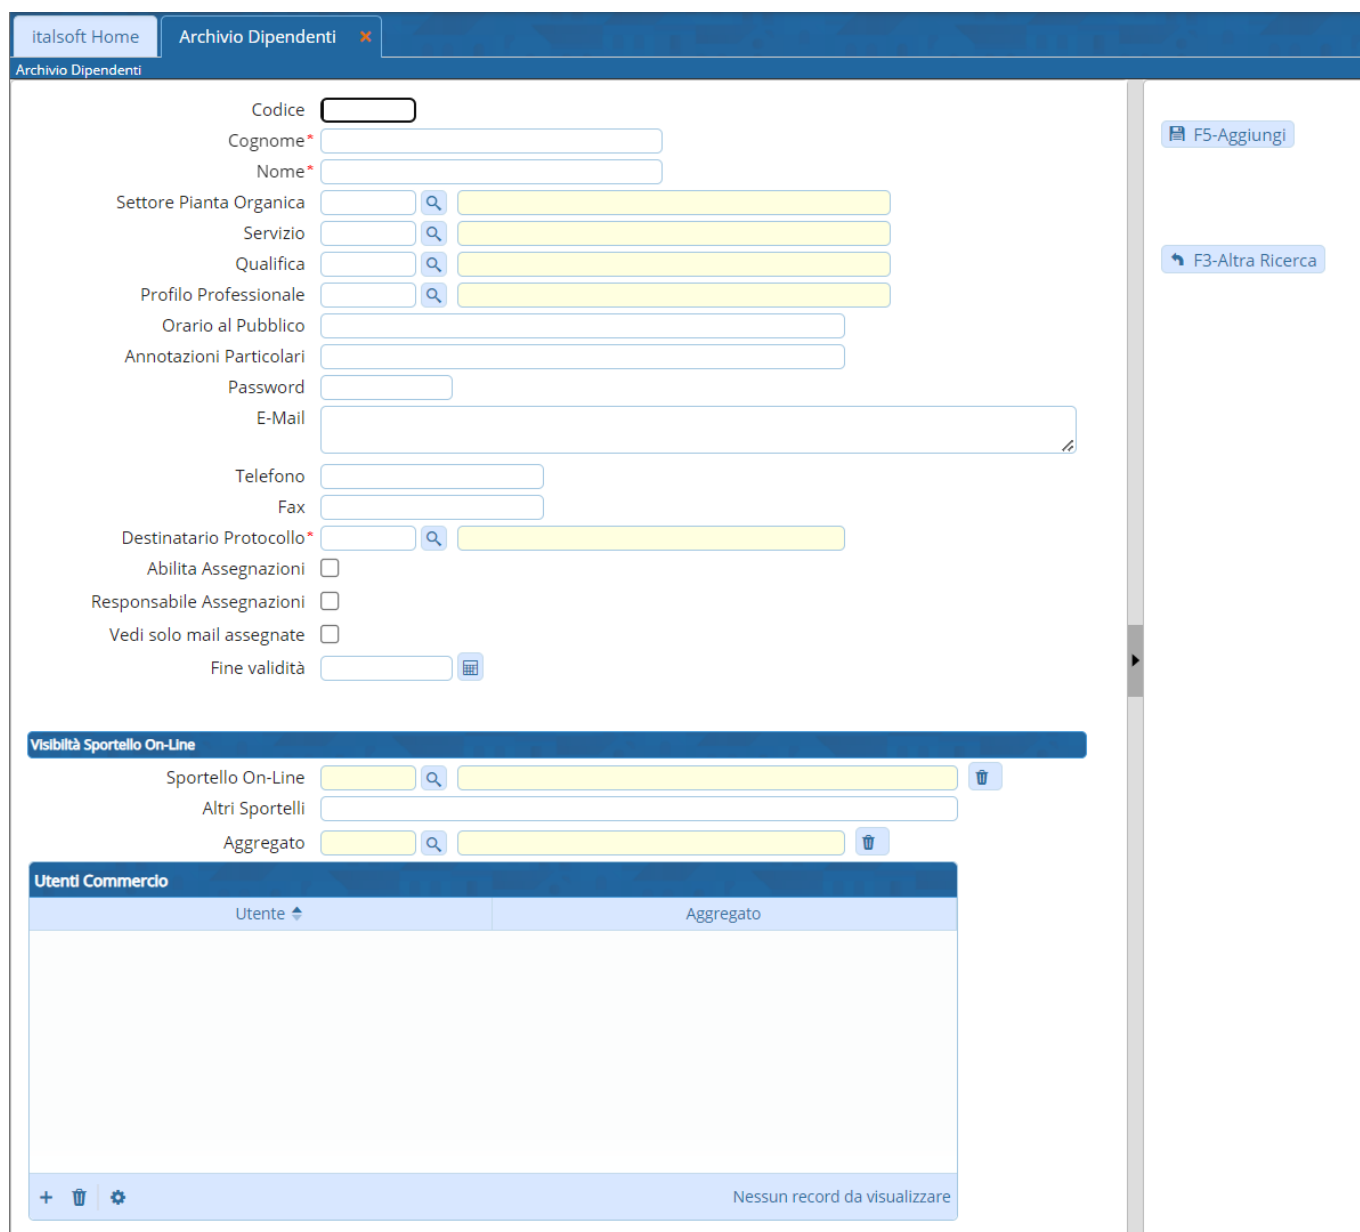 italsoft Home
Archivio Dipendenti
Archivio Dipendenti
Codice
Cognome*
Nome*
Settore Pianta Organica
Servizio
Qualifica
Profilo Professionale
Orario al Pubblico
Annotazioni Particolari
Password
E-Mail
Telefono
Fax
Destinatario Protocollo*
Abilita Assegnazioni
Responsabile Assegnazioni
Vedi solo mail assegnate
Fine validità
F5-Aggiungi
F3-Altra Ricerca
Visibiltà Sportello On-Line
Sportello On-Line
Altri Sportelli
Aggregato
Utenti Commercio
Utente Aggregato
Nessun record da visualizzare